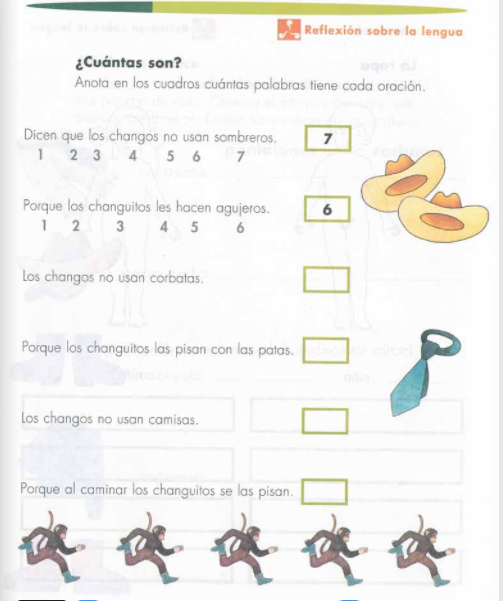 Reflexión sobre la lengua
¿Cuántas son?
Anota en los cuadros cuántas palabras tiene cada oración.
Dicen que los changos no usan sombreros. 7
1 2 3 4 5 6 7
Porque los changuitos les hacen agujeros. 6
1 2 3 4 5 6
Los changos no usan corbatas.
Porque los changuitos las pisan con las patas.
Los changos no usan camisas.
Porque al caminar los changuitos se las pisan.